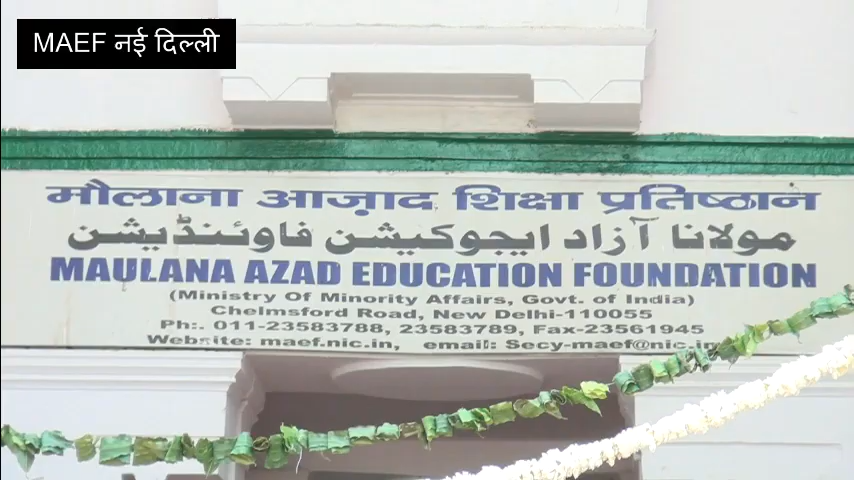 MAEF नई दिल्ली
मौलाना आज़ाद शिक्षा प्रतिष्ठान
مولانا آزاد ایجوکیشن فاؤنڈیشن
MAULANA AZAD EDUCATION FOUNDATION
(Ministry Of Minority Affairs, Govt. of India)
Chelmsford Road, New Delhi-110055
Ph:. 011-23583788, 23583789, Fax-23561945
Website: maef.nic.in, email: Secy-maef@nic.in